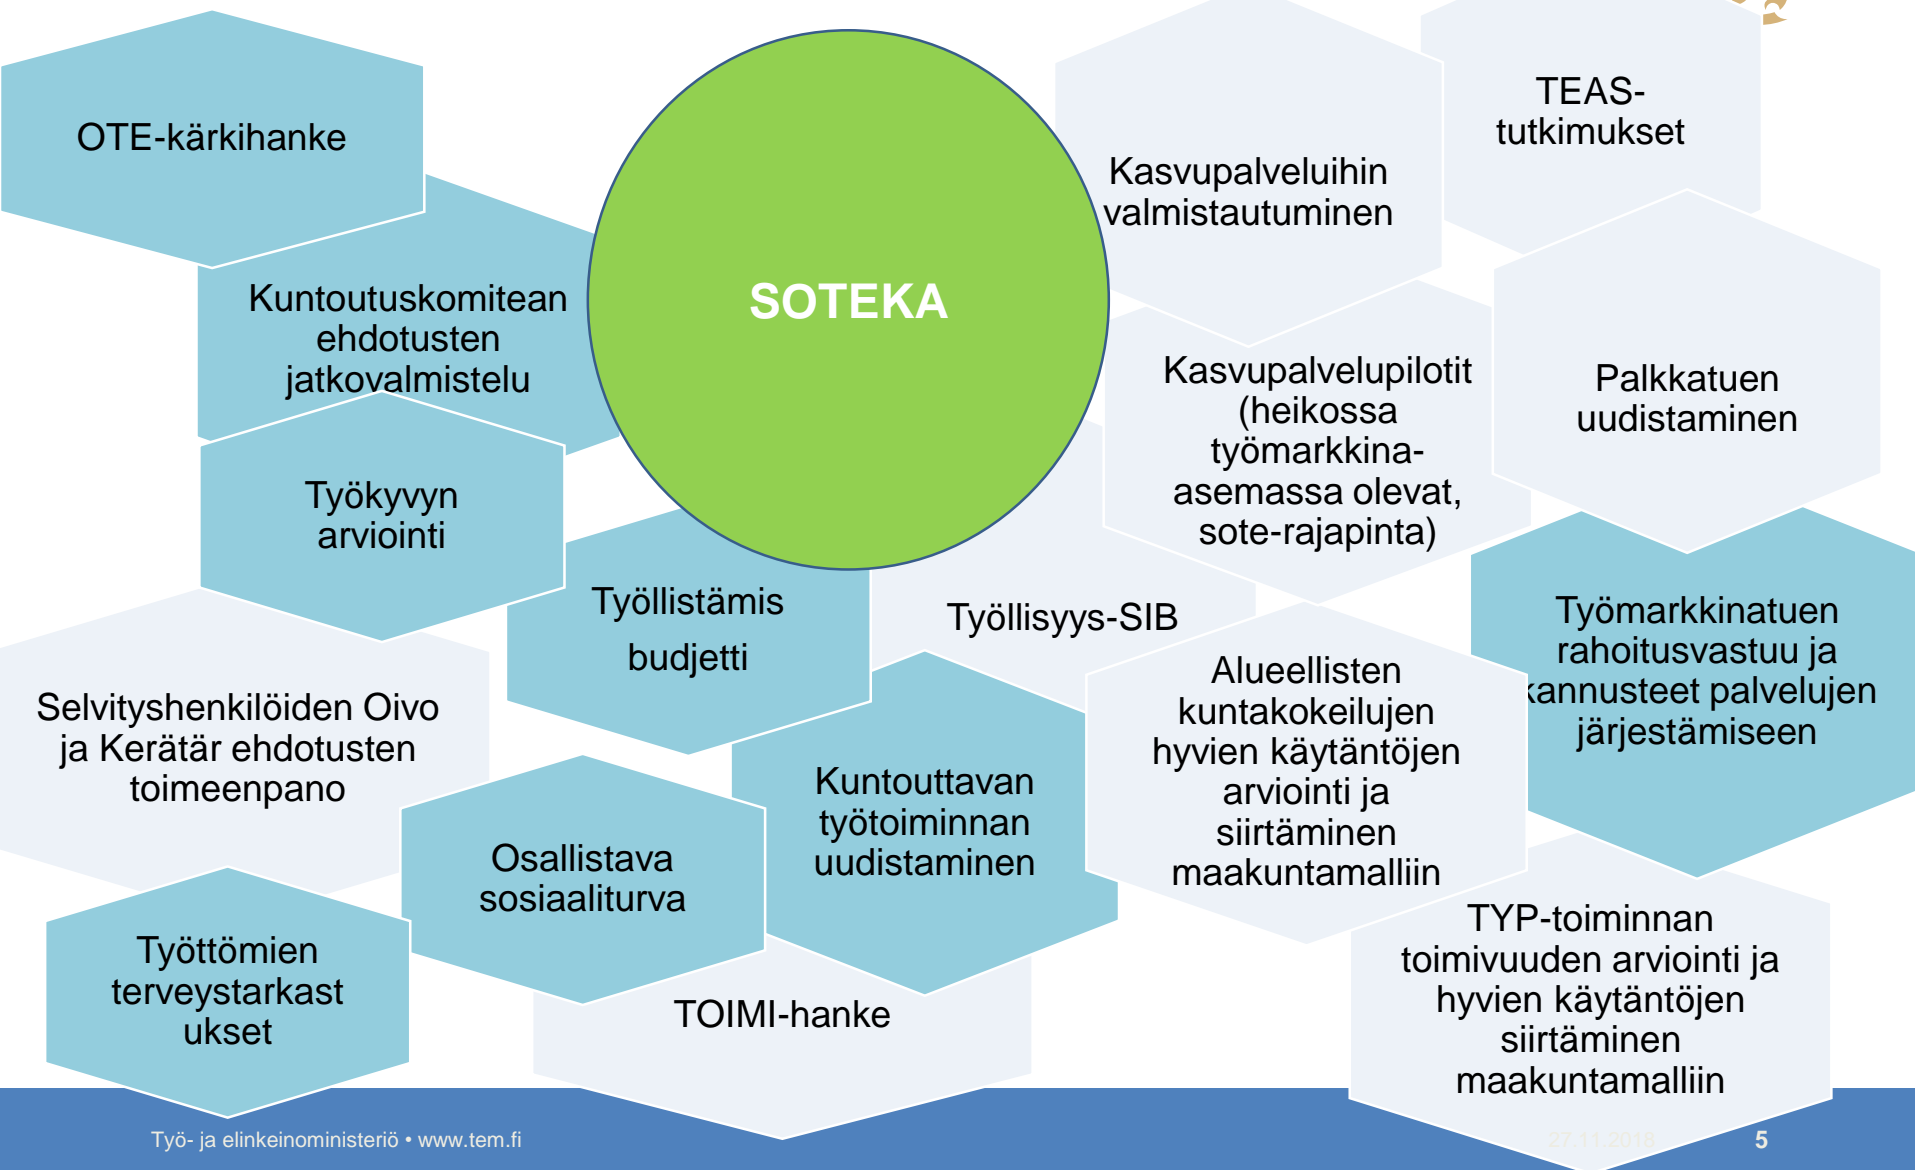 OTE-kärkihanke
Kuntoutuskomitean
ehdotusten
jatkovalmistelu
Työkyvyn
arviointi
SOTEKA
Kasvupalveluihin
valmistautuminen
TEAS-
tutkimukset
Kasvupalvelupilotit
(heikossa
työmarkkina-
asemassa olevat,
sote-rajapinta)
Palkkatuen
uudistaminen
Työllistämis
budjetti
Työllisyys-SIB
Työmarkkinatuen
rahoitusvastuu ja
kannusteet palvelujen
järjestämiseen
Selvityshenkilöiden Oivo
ja Kerätär ehdotusten
toimeenpano
Alueellisten
kuntakokeilujen
hyvien käytäntöjen
arviointi ja
siirtäminen
maakuntamalliin
Kuntouttavan
työtoiminnan
uudistaminen
Osallistava
sosiaaliturva
Työttömien
terveystarkast
ukset
TOIMI-hanke
TYP-toiminnan
toimivuuden arviointi ja
hyvien käytäntöjen
siirtäminen
maakuntamalliin
Työ- ja elinkeinoministeriö • www.tem.fi
27.11.2018
5